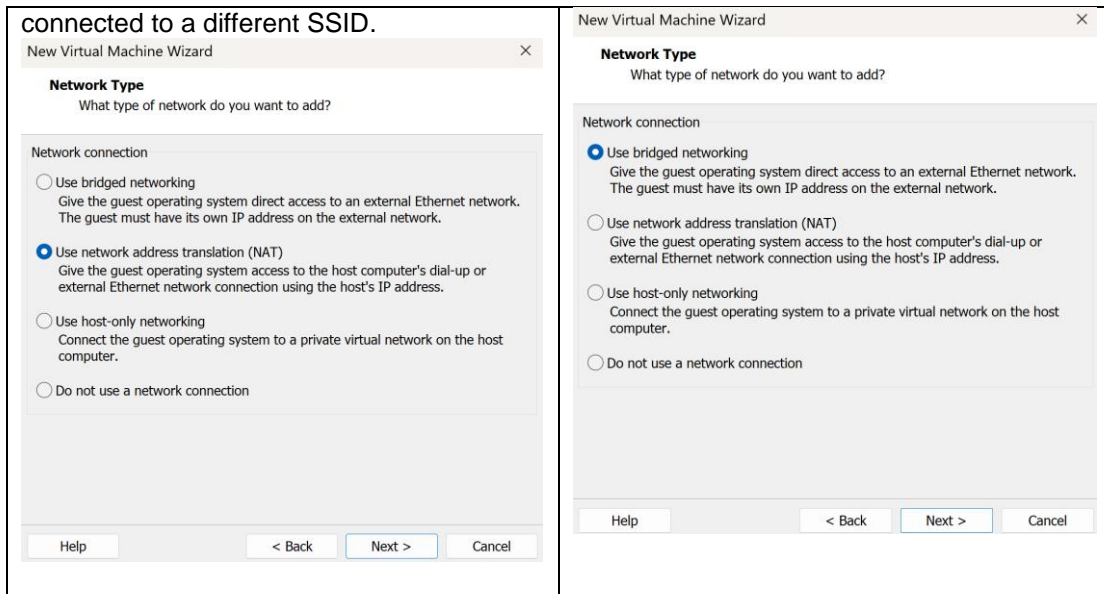 connected to a different SSID.
New Virtual Machine Wizard
Network Type
What type of network do you want to add?
Network connection
Use bridged networking
Give the guest operating system direct access to an external Ethernet network.
The guest must have its own IP address on the external network.
Use network address translation (NAT)
Give the guest operating system access to the host computer's dial-up or
external Ethernet network connection using the host's IP address.
Use host-only networking
Connect the guest operating system to a private virtual network on the host
computer.
Do not use a network connection
Help
< Back
Next >
Cancel
New Virtual Machine Wizard
Network Type
What type of network do you want to add?
Network connection
Use bridged networking
Give the guest operating system direct access to an external Ethernet network.
The guest must have its own IP address on the external network.
Use network address translation (NAT)
Give the guest operating system access to the host computer's dial-up or
external Ethernet network connection using the host's IP address.
Use host-only networking
Connect the guest operating system to a private virtual network on the host
computer.
Do not use a network connection
Help
< Back
Next >
Cancel